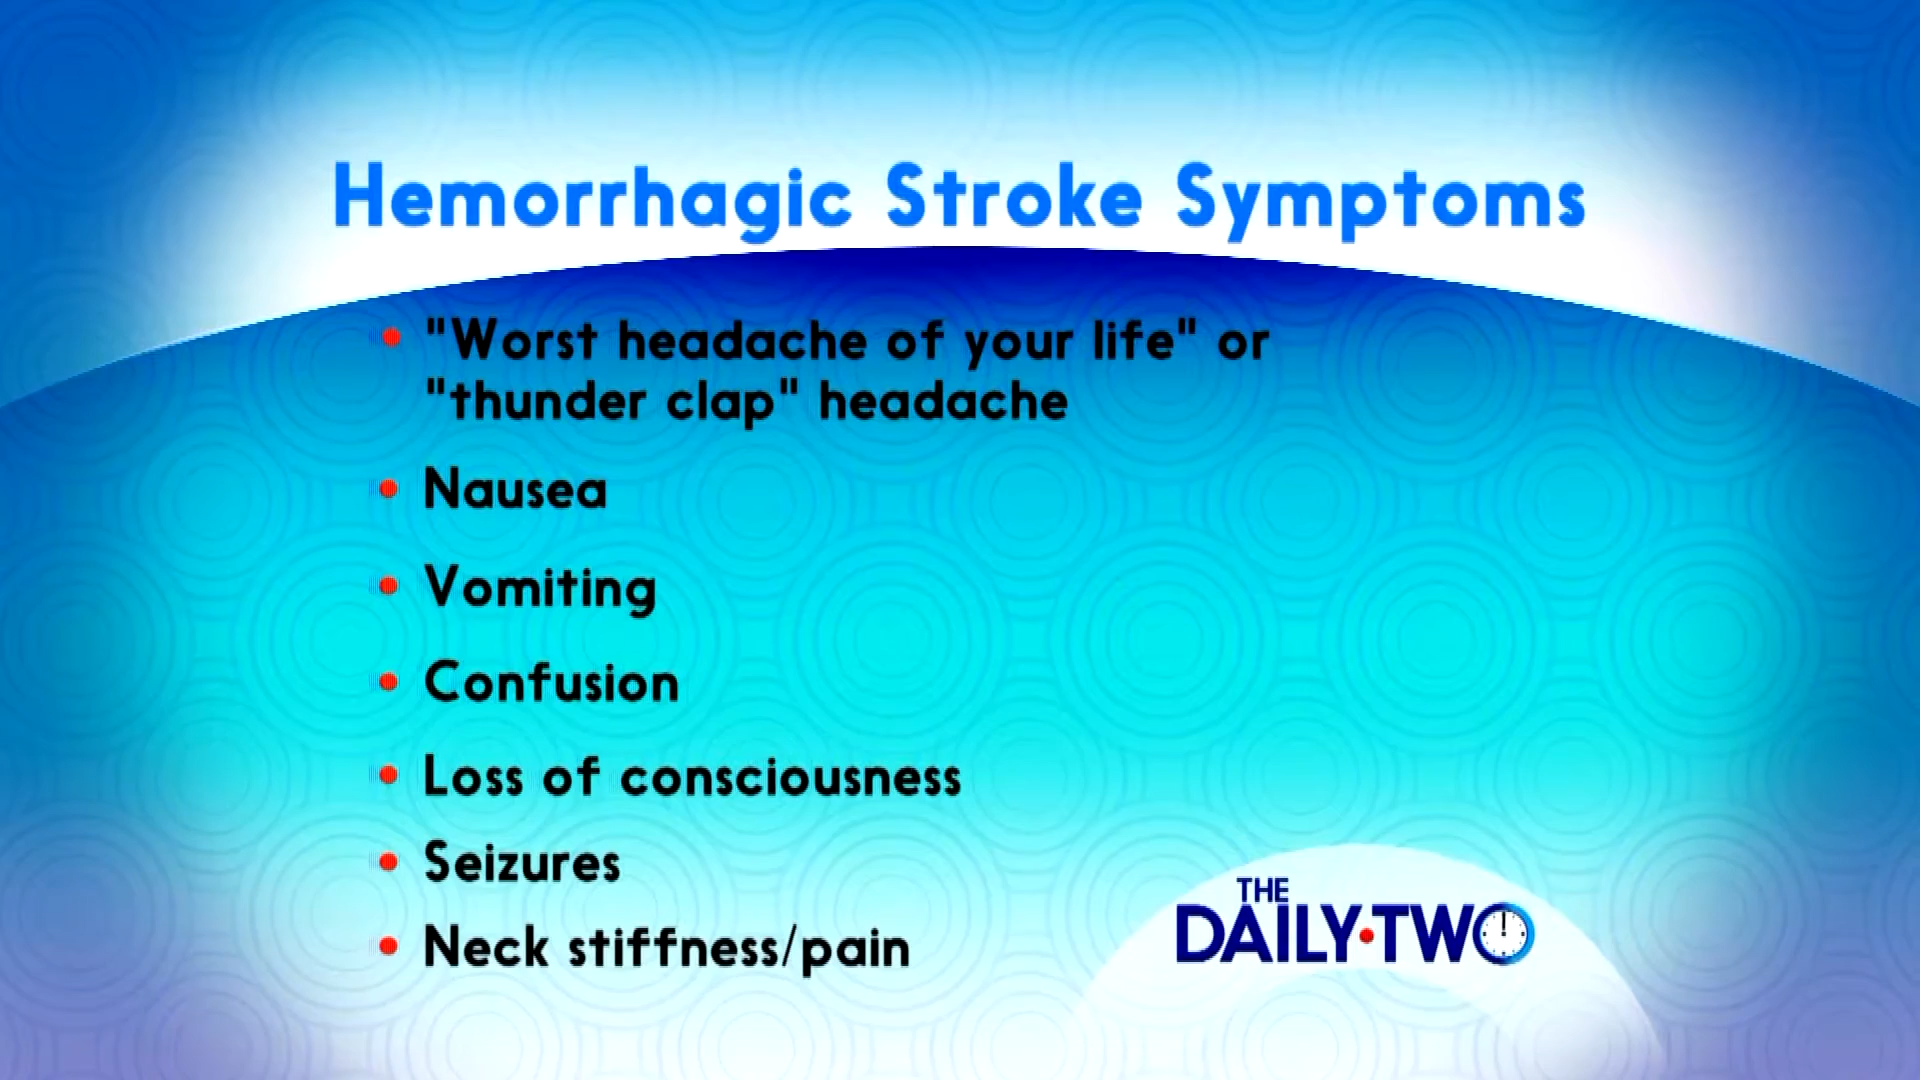 Hemorrhagic Stroke Symptoms
• "Worst headache of your life" or
"thunder clap" headache
• Nausea
• Vomiting
• Confusion
• Loss of consciousness
• Seizures
• Neck stiffness/pain
THE
DAILY•TWO